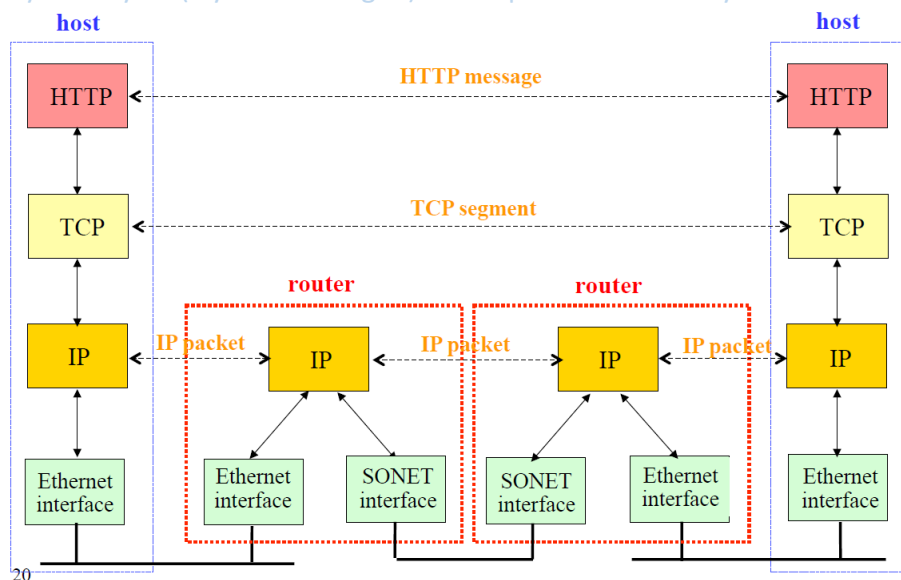 host
host
HTTP message
HTTP
HTTP
TCP segment
TCP
TCP
router
router
IP packet
IP packet
IP packet
IP
IP
IP
IP
Ethernet
interface
Ethernet
interface
SONET
interface
SONET
interface
Ethernet
interface
Ethernet
interface
20